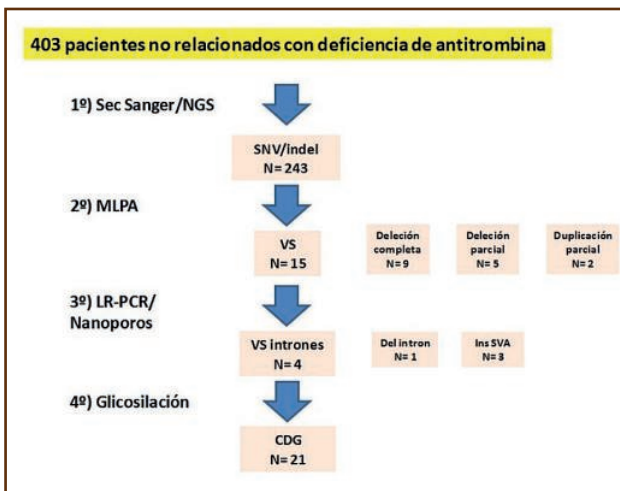 403 pacientes no relacionados con deficiencia de antitrombina
1º) Sec Sanger/NGS
SNV/indel
N= 243
2º) MLPA
VS
N= 15
Deleción
completa
N= 9
Deleción
parcial
N= 5
Duplicación
parcial
N= 2
3º) LR-PCR/
Nanoporos
VS intrones
N= 4
Del intron
N= 1
Ins SVA
N= 3
4º) Glicosilación
CDG
N= 21